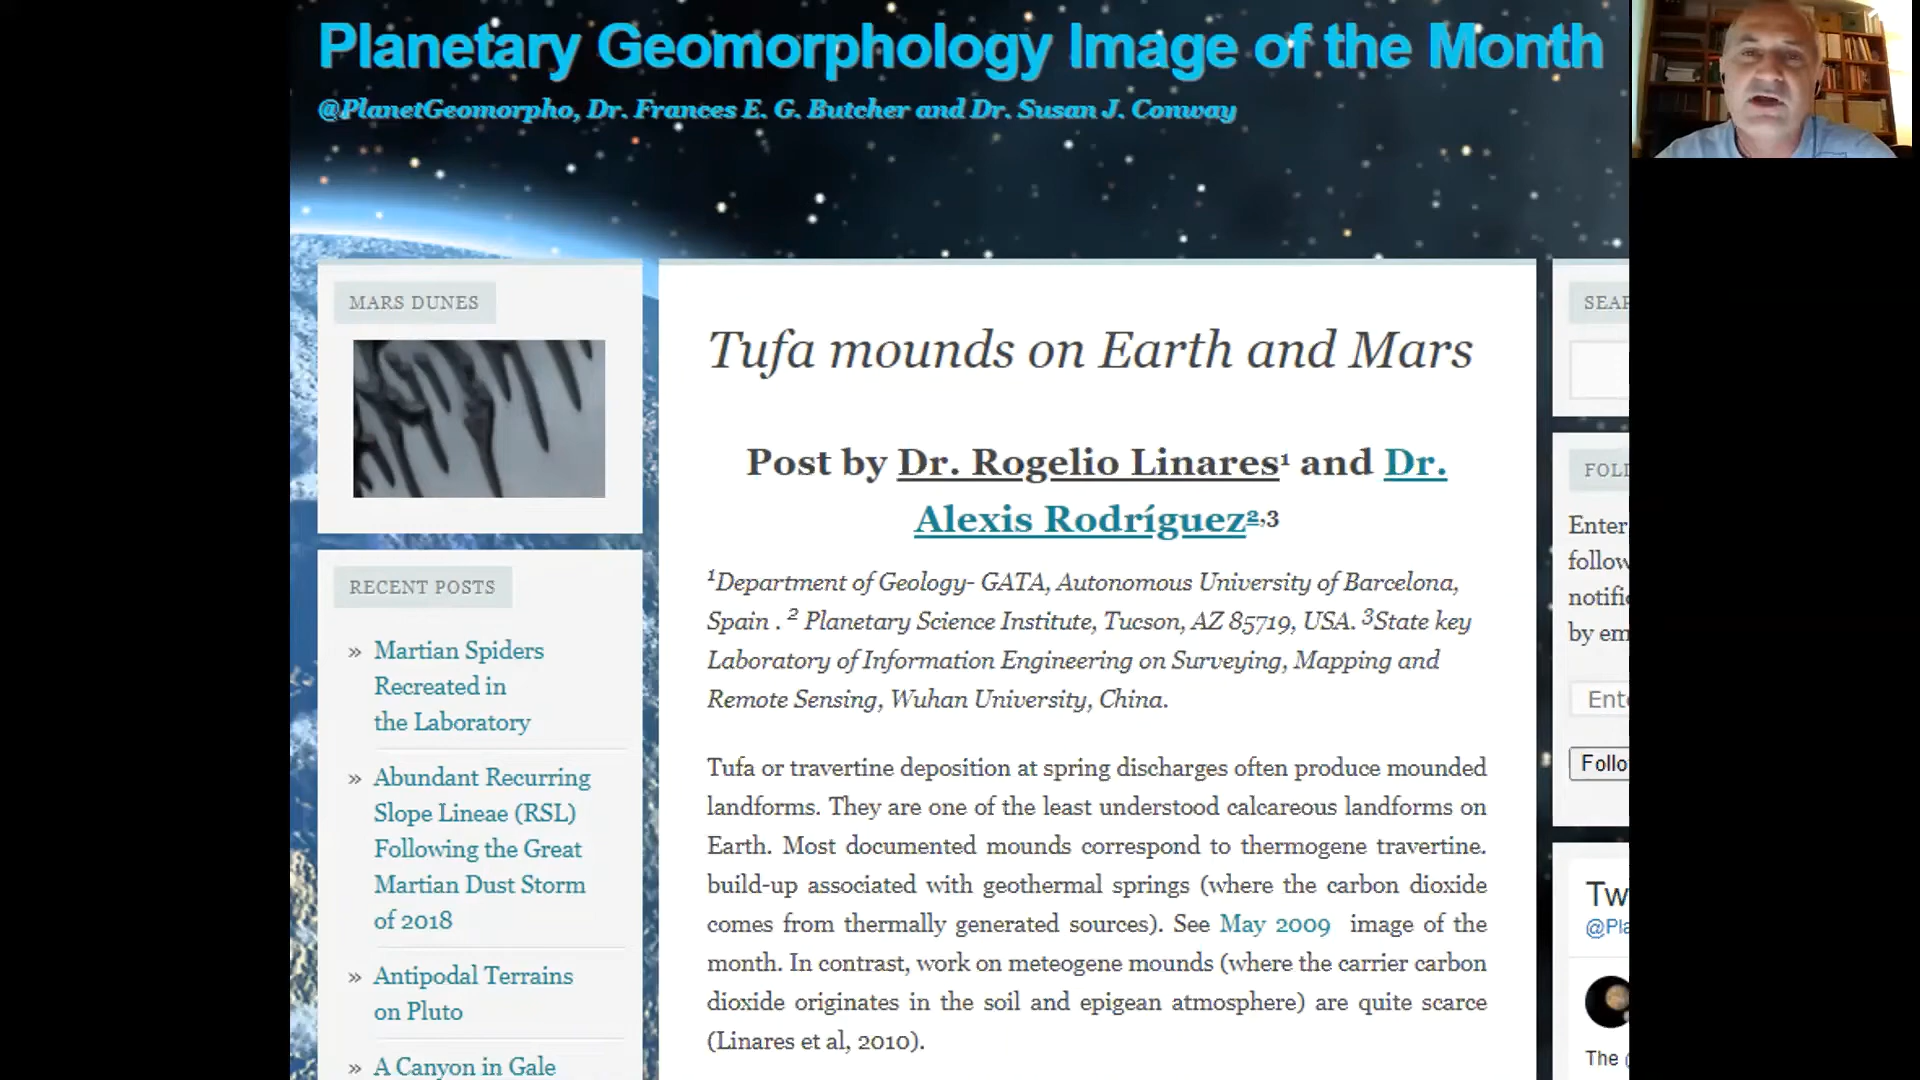 Planetary Geomorphology Image of the Month
@PlanetGeomorpho, Dr. Frances E. G. Butcher and Dr. Susan J. Conway
MARS DUNES
RECENT POSTS
» Martian Spiders
Recreated in
the Laboratory
» Abundant Recurring
Slope Lineae (RSL)
Following the Great
Martian Dust Storm
of 2018
» Antipodal Terrains
on Pluto
» A Canyon in Gale
Tufa mounds on Earth and Mars
Post by Dr. Rogelio Linares¹ and Dr.
Alexis Rodríguez²,³
¹Department of Geology- GATA, Autonomous University of Barcelona,
Spain . ² Planetary Science Institute, Tucson, AZ 85719, USA. ³State key
Laboratory of Information Engineering on Surveying, Mapping and
Remote Sensing, Wuhan University, China.
Tufa or travertine deposition at spring discharges often produce mounded
landforms. They are one of the least understood calcareous landforms on
Earth. Most documented mounds correspond to thermogene travertine.
build-up associated with geothermal springs (where the carbon dioxide
comes from thermally generated sources). See May 2009 image of the
month. In contrast, work on meteogene mounds (where the carrier carbon
dioxide originates in the soil and epigean atmosphere) are quite scarce
(Linares et al, 2010).
SEAR
FOLL
Enter
follow
notific
by em
Ente
Follo
Tw
@Pla
The